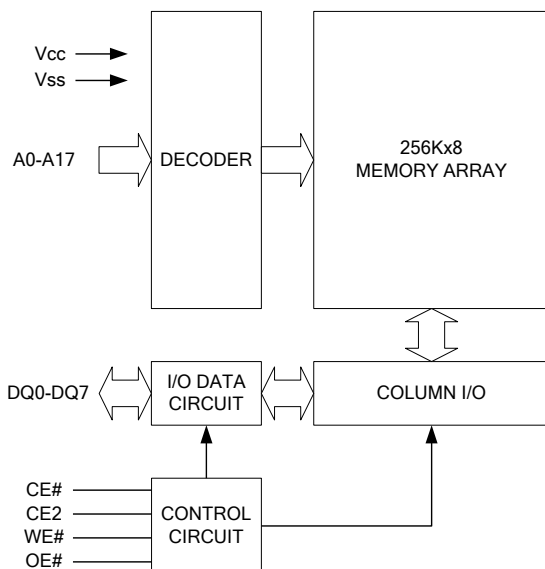 Vcc
Vss
A0-A17
DECODER
256Kx8
MEMORY ARRAY
DQ0-DQ7
I/O DATA
CIRCUIT
COLUMN I/O
CE#
CE2
WE#
OE#
CONTROL
CIRCUIT